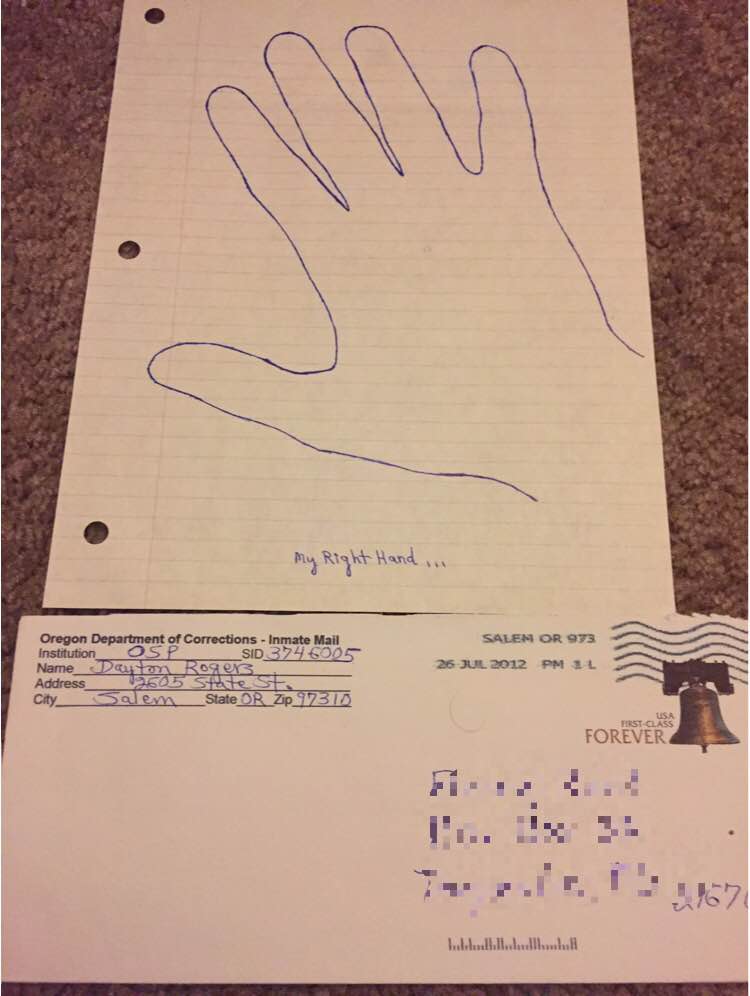 My Right Hand...
Oregon Department of Corrections - Inmate Mail
Institution OSP SID 3746005
Name Dayton Rogers
Address 2605 State St.
City Salem State OR Zip 97310
SALEM OR 973
26 JUL 2012 PM 1 L
USA
FIRST-CLASS
FOREVER